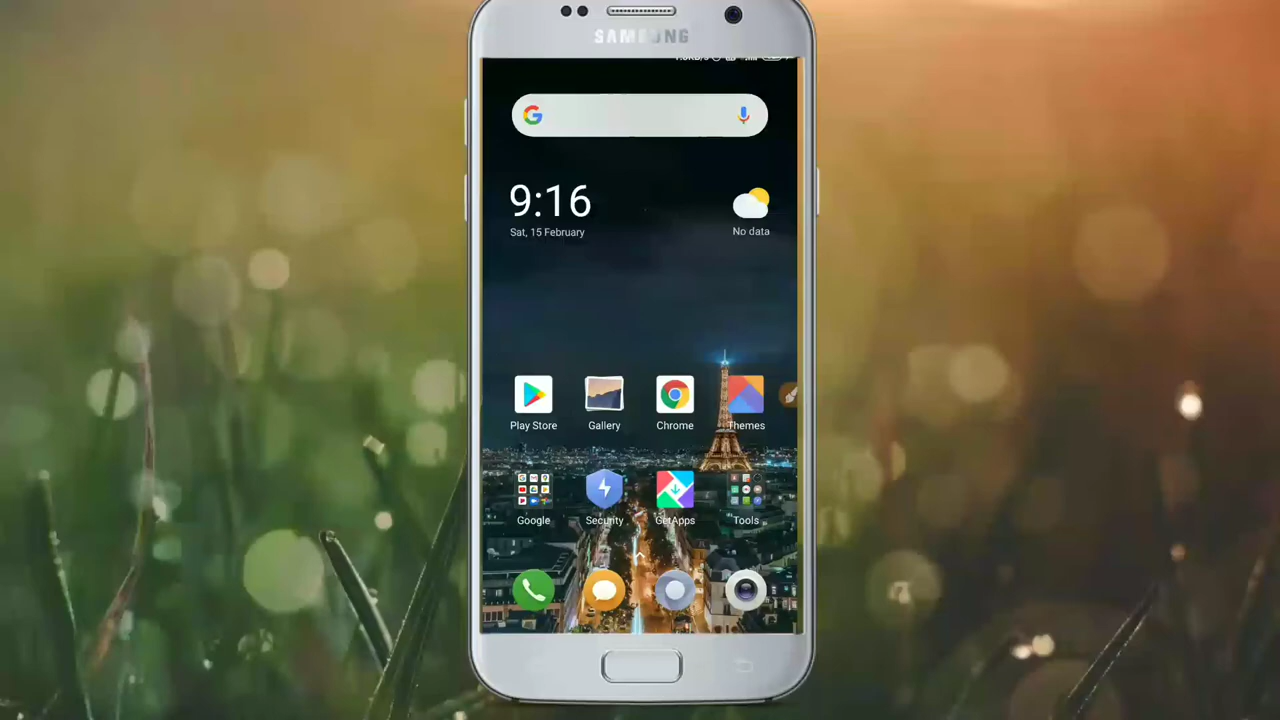 SAMSUNG
9:16
Sat, 15 February
No data
Play Store
Gallery
Chrome
Themes
Google
Security
GetApps
Tools